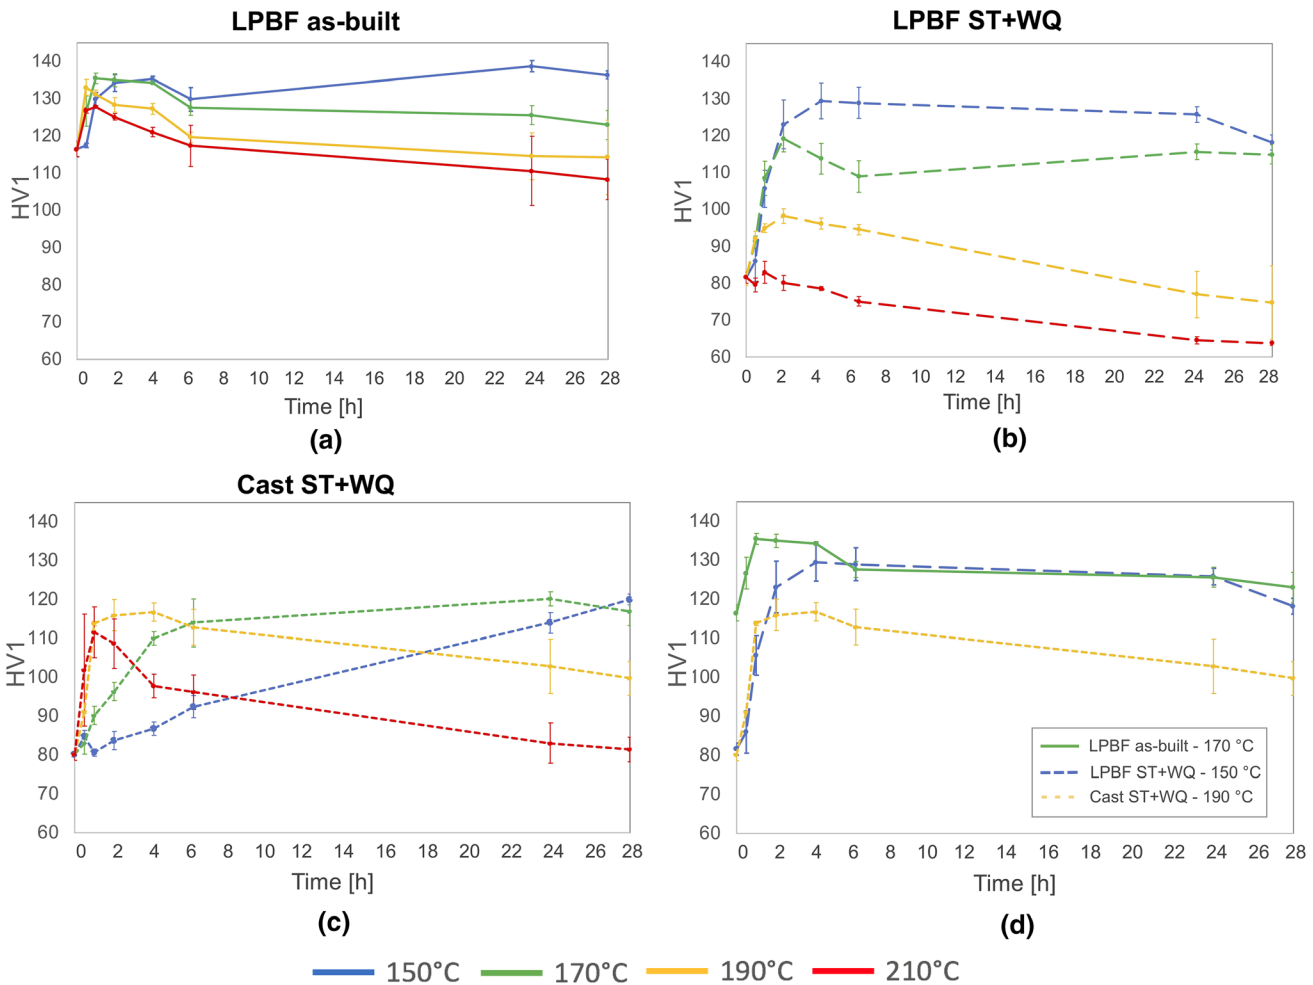 LPBF as-built
HV1
140
130
120
110
100
90
80
70
60
0 2 4 6 8 10 12 14 16 18 20 22 24 26 28
Time [h]
(a)
LPBF ST+WQ
HV1
140
130
120
110
100
90
80
70
60
0 2 4 6 8 10 12 14 16 18 20 22 24 26 28
Time [h]
(b)
Cast ST+WQ
HV1
140
130
120
110
100
90
80
70
60
0 2 4 6 8 10 12 14 16 18 20 22 24 26 28
Time [h]
(c)
HV1
140
130
120
110
100
90
80
70
60
LPBF as-built - 170 °C
LPBF ST+WQ - 150 °C
Cast ST+WQ - 190 °C
0 2 4 6 8 10 12 14 16 18 20 22 24 26 28
Time [h]
(d)
150°C 170°C 190°C 210°C